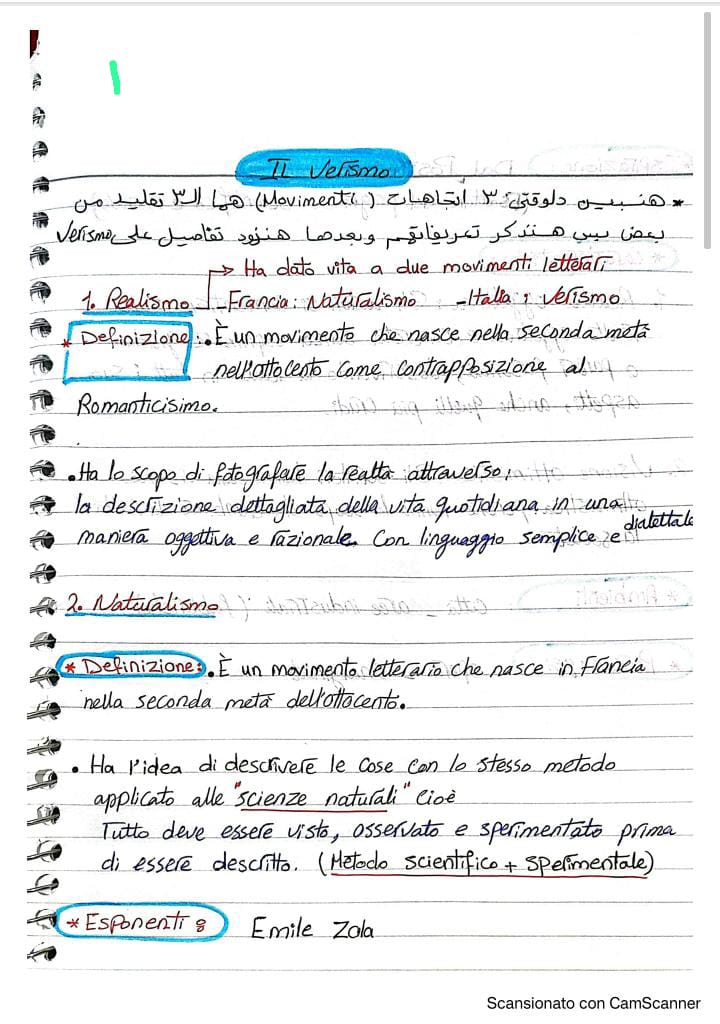 1
Il Verismo
* هنبين دلوقتي ٣ اتجاهات (Movimenti) هما الـ٣ تقليد من
بعض بس هنذكر تعريفاتهم وبعدها هنزود تفاصيل على Verismo
Ha dato vita a due movimenti letterari
1. Realismo - Francia: Naturalismo - Italia: Verismo
* Definizione: . È un movimento che nasce nella seconda metà
nell'ottocento come contrapposizione al
Romanticisimo.
. Ha lo scopo di fotografare la realtà attraverso,
la descrizione dettagliata della vita quotidiana in una
maniera oggettiva e razionale. Con linguaggio semplice e dialettale
2. Naturalismo
* Definizione: . È un movimento letterario che nasce in Francia
nella seconda metà dell'ottocento.
. Ha l'idea di descrivere le cose con lo stesso metodo
applicato alle "scienze naturali" cioè
Tutto deve essere visto, osservato e sperimentato prima
di essere descritto. (Metodo scientifico + sperimentale)
* Esponenti: Emile Zola
Scansionato con CamScanner